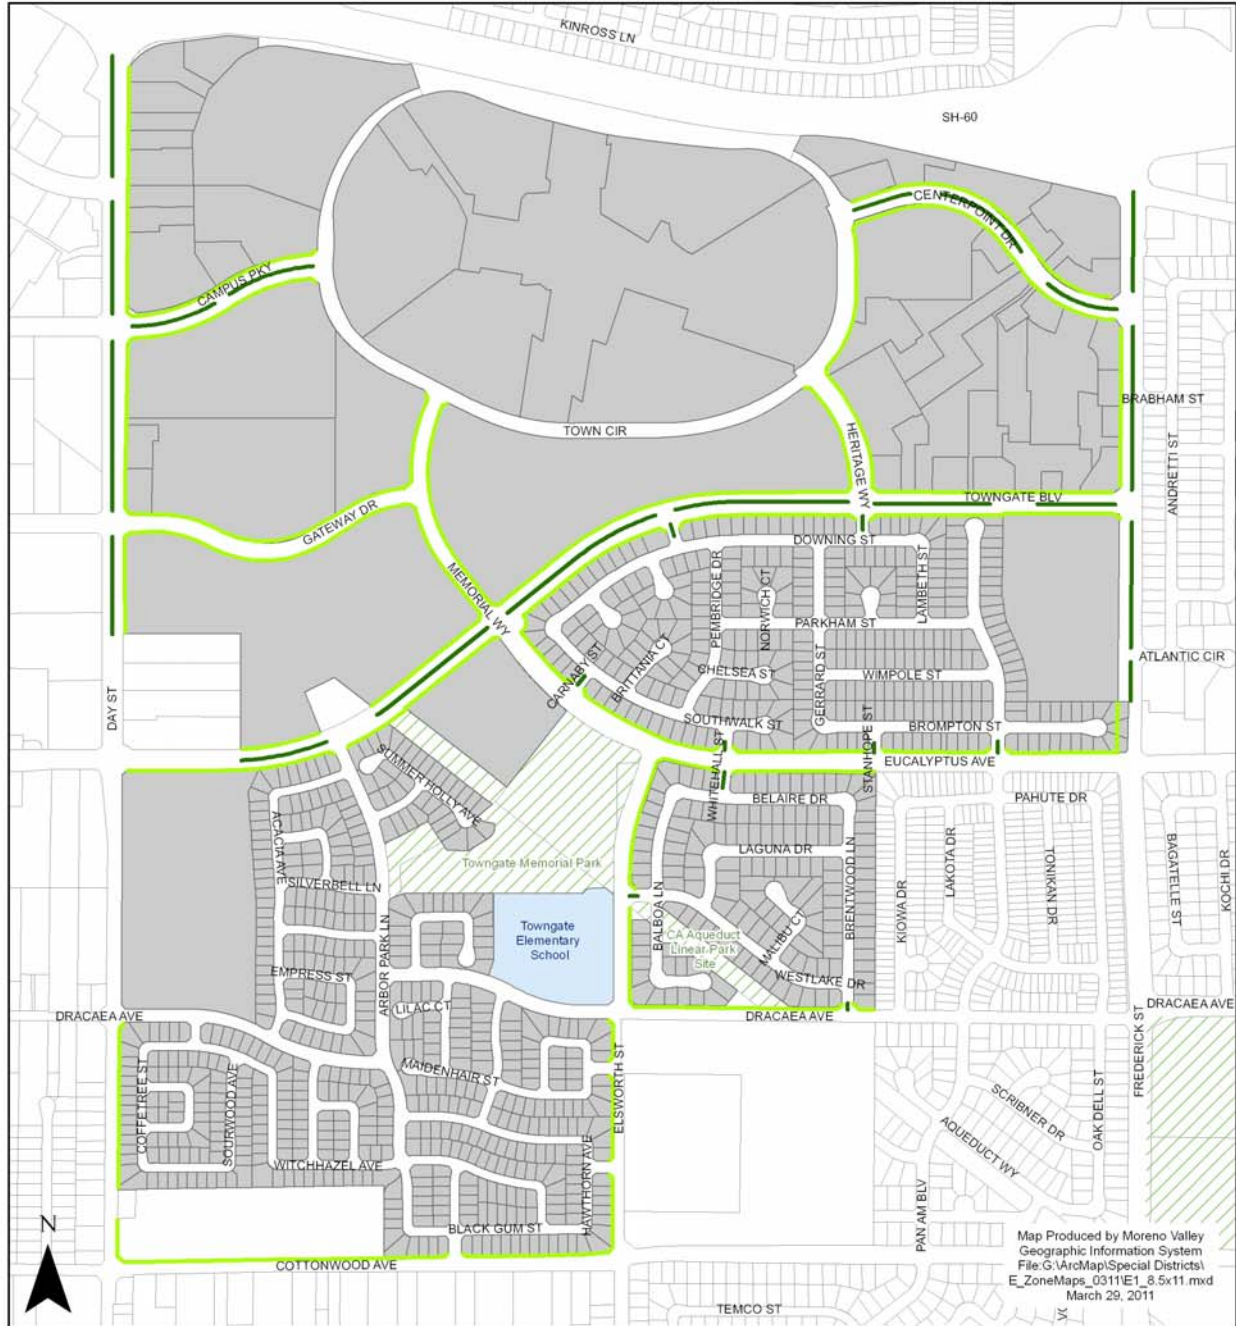 KINROSS LN
SH-60
CENTERPOINT DR
CAMPUS PKY
BRABHAM ST
TOWN CIR
HERITAGE WY
ANDRETTI ST
TOWNGATE BLV
GATEWAY DR
DOWNING ST
MEMORIAL WY
PEMBRIDGE DR
NORWICH CT
LAMBETH ST
PARKHAM ST
CARNABY ST
BRITTANIA CT
CHELSEA ST
GERRARD ST
WIMPOLE ST
ATLANTIC CIR
DAY ST
SOUTHWALK ST
STANHOPE ST
BROMPTON ST
WHITEHALL ST
EUCALYPTUS AVE
SUMMER HOLLY AVE
BELAIRE DR
PAHUTE DR
ACACIA AVE
LAGUNA DR
BRENTWOOD LN
LAKOTA DR
TONIKAN DR
BAGATELLE ST
KOCHI DR
Towngate Memorial Park
SILVERBELL LN
BALBOA LN
MALIBU CT
KIOWA DR
ARBOR PARK LN
Towngate
Elementary
School
CA Aqueduct
Linear Park
Site
EMPRESS ST
WESTLAKE DR
LILAC CT
DRACAEA AVE
DRACAEA AVE
DRACAEA AVE
FREDERICK ST
COFFETREE ST
SOURWOOD AVE
MAIDENHAIR ST
ELSWORTH ST
SCRIBNER DR
OAK DELL ST
AQUEDUCT WY
WITCHHAZEL AVE
HAWTHORN AVE
PAN AM BLV
BLACK GUM ST
N
COTTONWOOD AVE
TEMCO ST
Map Produced by Moreno Valley
Geographic Information System
File:G:\ArcMap\Special Districts\
E_ZoneMaps_0311\E1_8.5x11.mxd
March 29, 2011